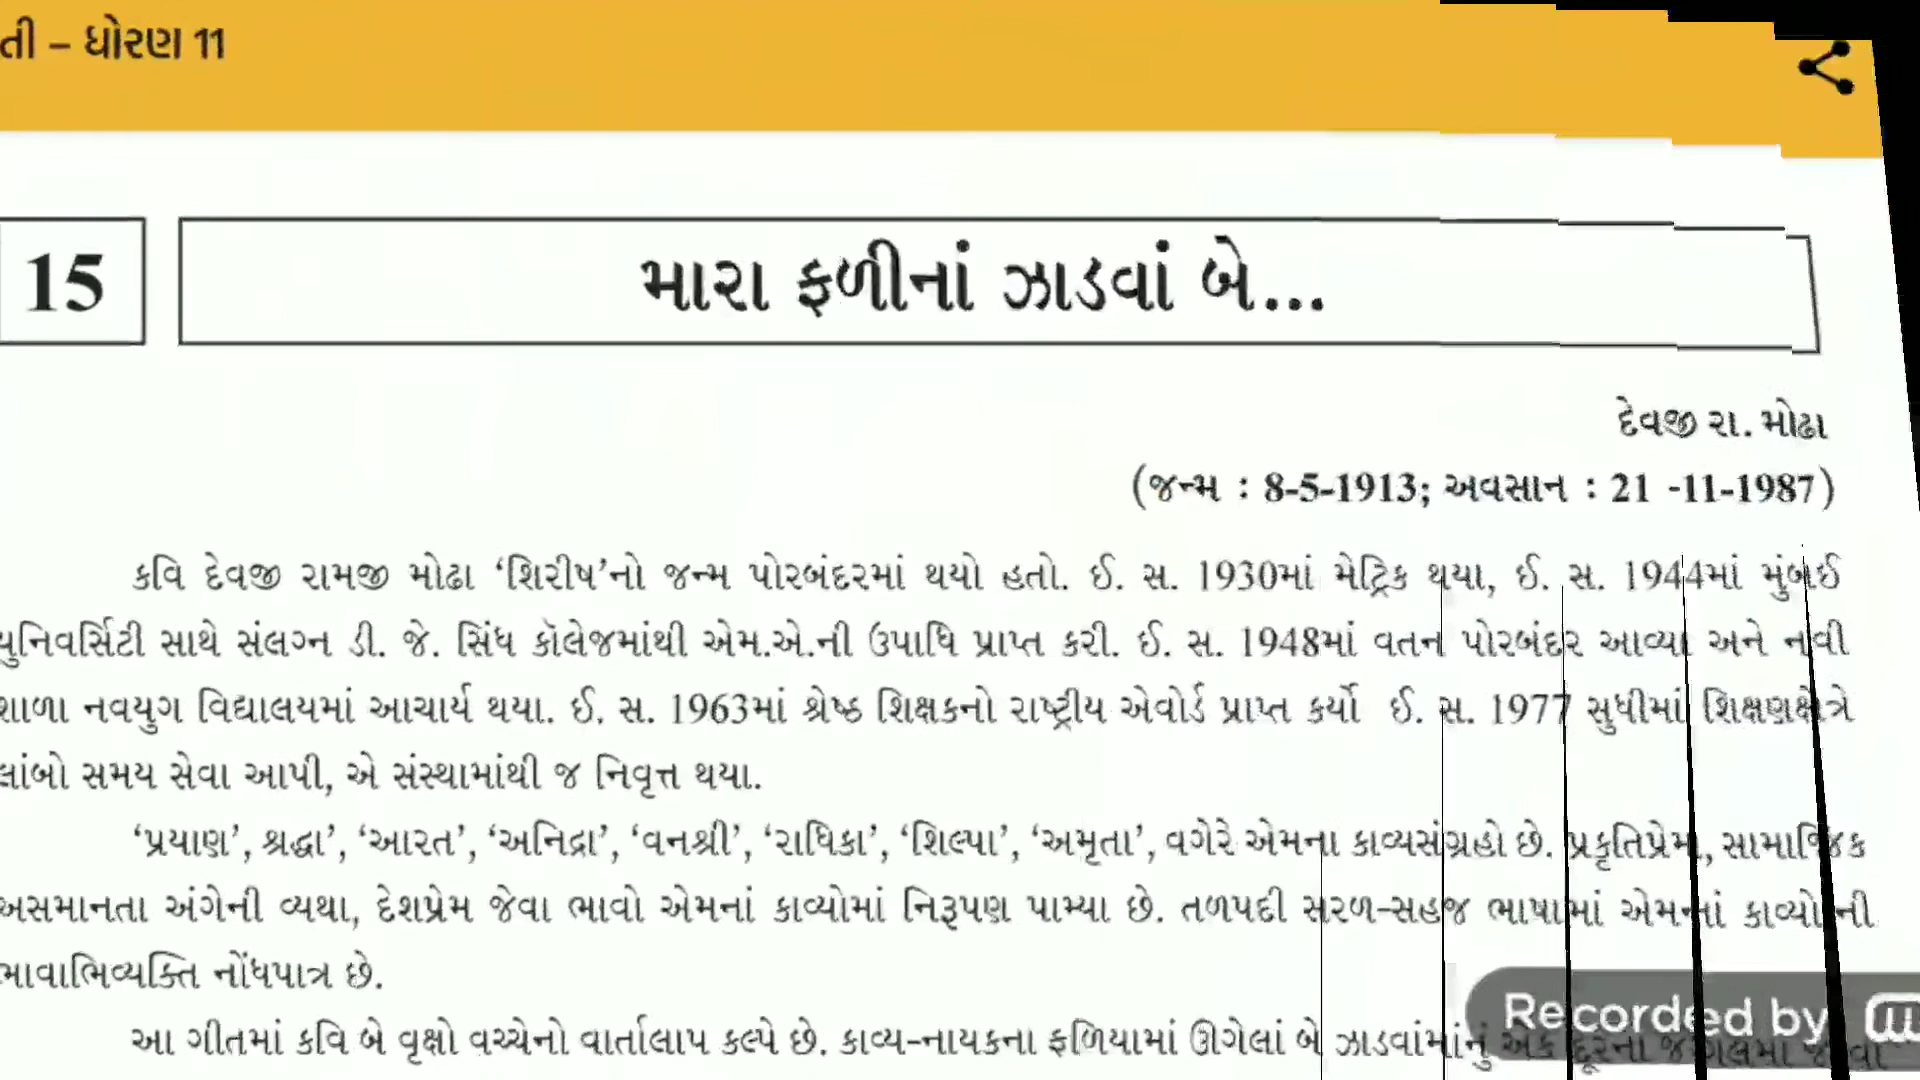 તી – ધોરણ 11
15
મારા ફળીનાં ઝાડવાં બે...
દેવજી રા. મોઢા
(જન્મ : 8-5-1913; અવસાન : 21 -11-1987)
કવિ દેવજી રામજી મોઢા ‘શિરીષ’નો જન્મ પોરબંદરમાં થયો હતો. ઈ. સ. 1930માં મેટ્રિક થયા, ઈ. સ. 1944માં મુંબઈ
યુનિવર્સિટી સાથે સંલગ્ન ડી. જે. સિંધ કૉલેજમાંથી એમ.એ.ની ઉપાધિ પ્રાપ્ત કરી. ઈ. સ. 1948માં વતન પોરબંદર આવ્યા અને નવી
શાળા નવયુગ વિદ્યાલયમાં આચાર્ય થયા. ઈ. સ. 1963માં શ્રેષ્ઠ શિક્ષકનો રાષ્ટ્રીય એવોર્ડ પ્રાપ્ત કર્યો ઈ. સ. 1977 સુધીમાં શિક્ષણક્ષેત્રે
લાંબો સમય સેવા આપી, એ સંસ્થામાંથી જ નિવૃત્ત થયા.
‘પ્રયાણ’, શ્રદ્ધા’, ‘આરત’, ‘અનિદ્રા’, ‘વનશ્રી’, ‘રાધિકા’, ‘શિલ્પા’, ‘અમૃતા’, વગેરે એમના કાવ્યસંગ્રહો છે. પ્રકૃતિપ્રેમ, સામાજિક
અસમાનતા અંગેની વ્યથા, દેશપ્રેમ જેવા ભાવો એમનાં કાવ્યોમાં નિરૂપણ પામ્યા છે. તળપદી સરળ-સહજ ભાષામાં એમનાં કાવ્યોની
ભાવાભિવ્યક્તિ નોંધપાત્ર છે.
આ ગીતમાં કવિ બે વૃક્ષો વચ્ચેનો વાર્તાલાપ કલ્પે છે. કાવ્ય-નાયકના ફળિયામાં ઊગેલાં બે ઝાડવાંમાંનું એક દૂરના જંગલમાં
Recorded by